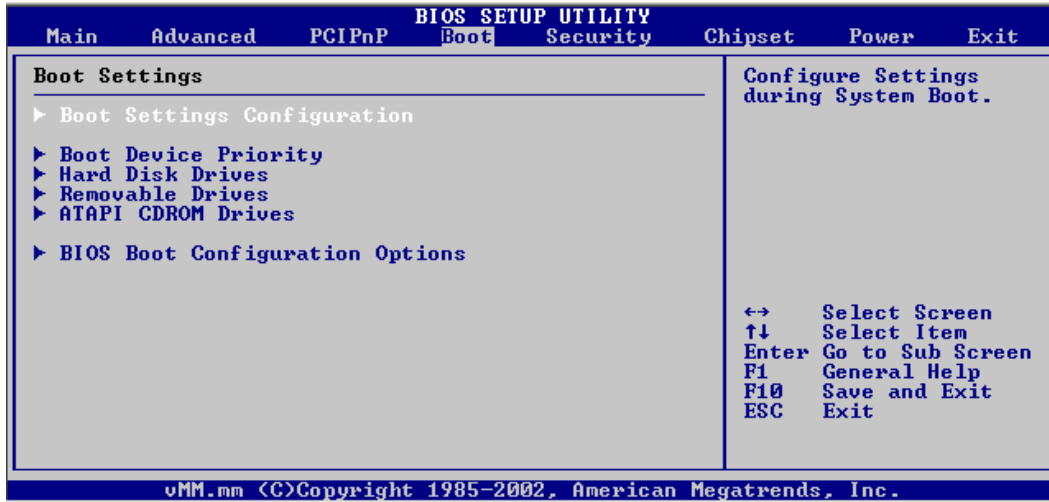 BIOS SETUP UTILITY
Main Advanced PCIPnP Boot Security Chipset Power Exit
Boot Settings
Boot Settings Configuration
Boot Device Priority
Hard Disk Drives
Removable Drives
ATAPI CDROM Drives
BIOS Boot Configuration Options
Configure Settings
during System Boot.
←→ Select Screen
↑↓ Select Item
Enter Go to Sub Screen
F1 General Help
F10 Save and Exit
ESC Exit
vMM.mm (C)Copyright 1985-2002, American Megatrends, Inc.